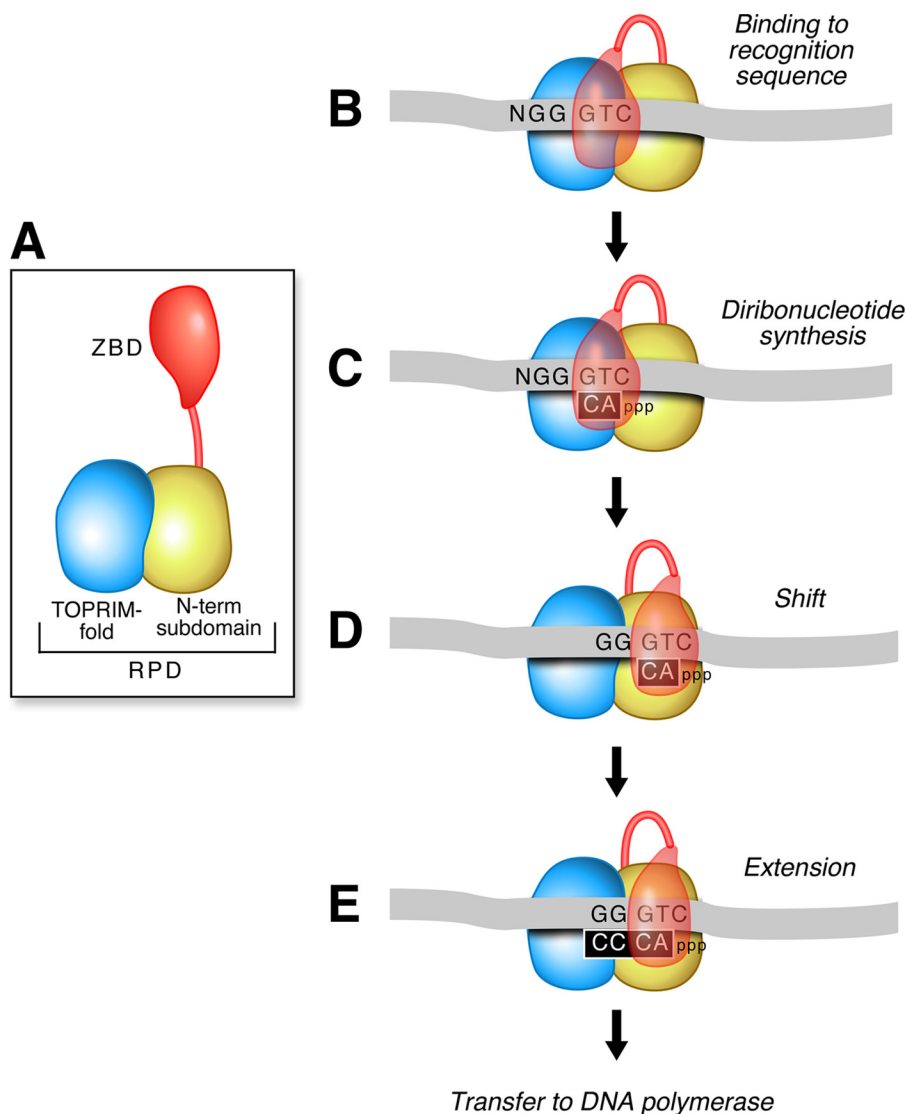 A
ZBD
TOPRIM-
fold
N-term
subdomain
RPD
B
NGG GTC
Binding to
recognition
sequence
C
NGG GTC
CA ppp
Diribonucleotide
synthesis
D
GG GTC
CA ppp
Shift
E
GG GTC
CC CA ppp
Extension
Transfer to DNA polymerase